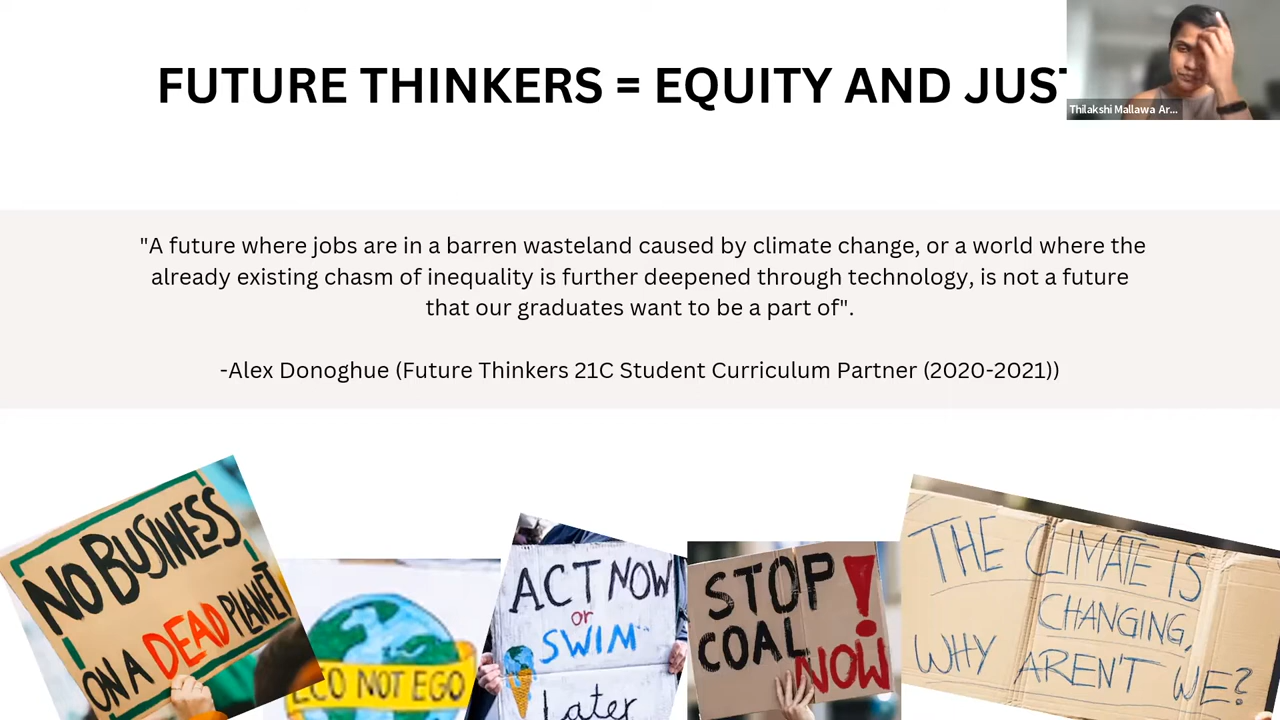 FUTURE THINKERS = EQUITY AND JUST
Thilakshi Mallawa Ar...
"A future where jobs are in a barren wasteland caused by climate change, or a world where the
already existing chasm of inequality is further deepened through technology, is not a future
that our graduates want to be a part of".
-Alex Donoghue (Future Thinkers 21C Student Curriculum Partner (2020-2021))
NO BUSINESS
ON A DEAD PLANET
ECO NOT EGO
ACT NOW
or
SWIM
Later
STOP
COAL
NOW!
THE CLIMATE IS
CHANGING,
WHY AREN'T WE?